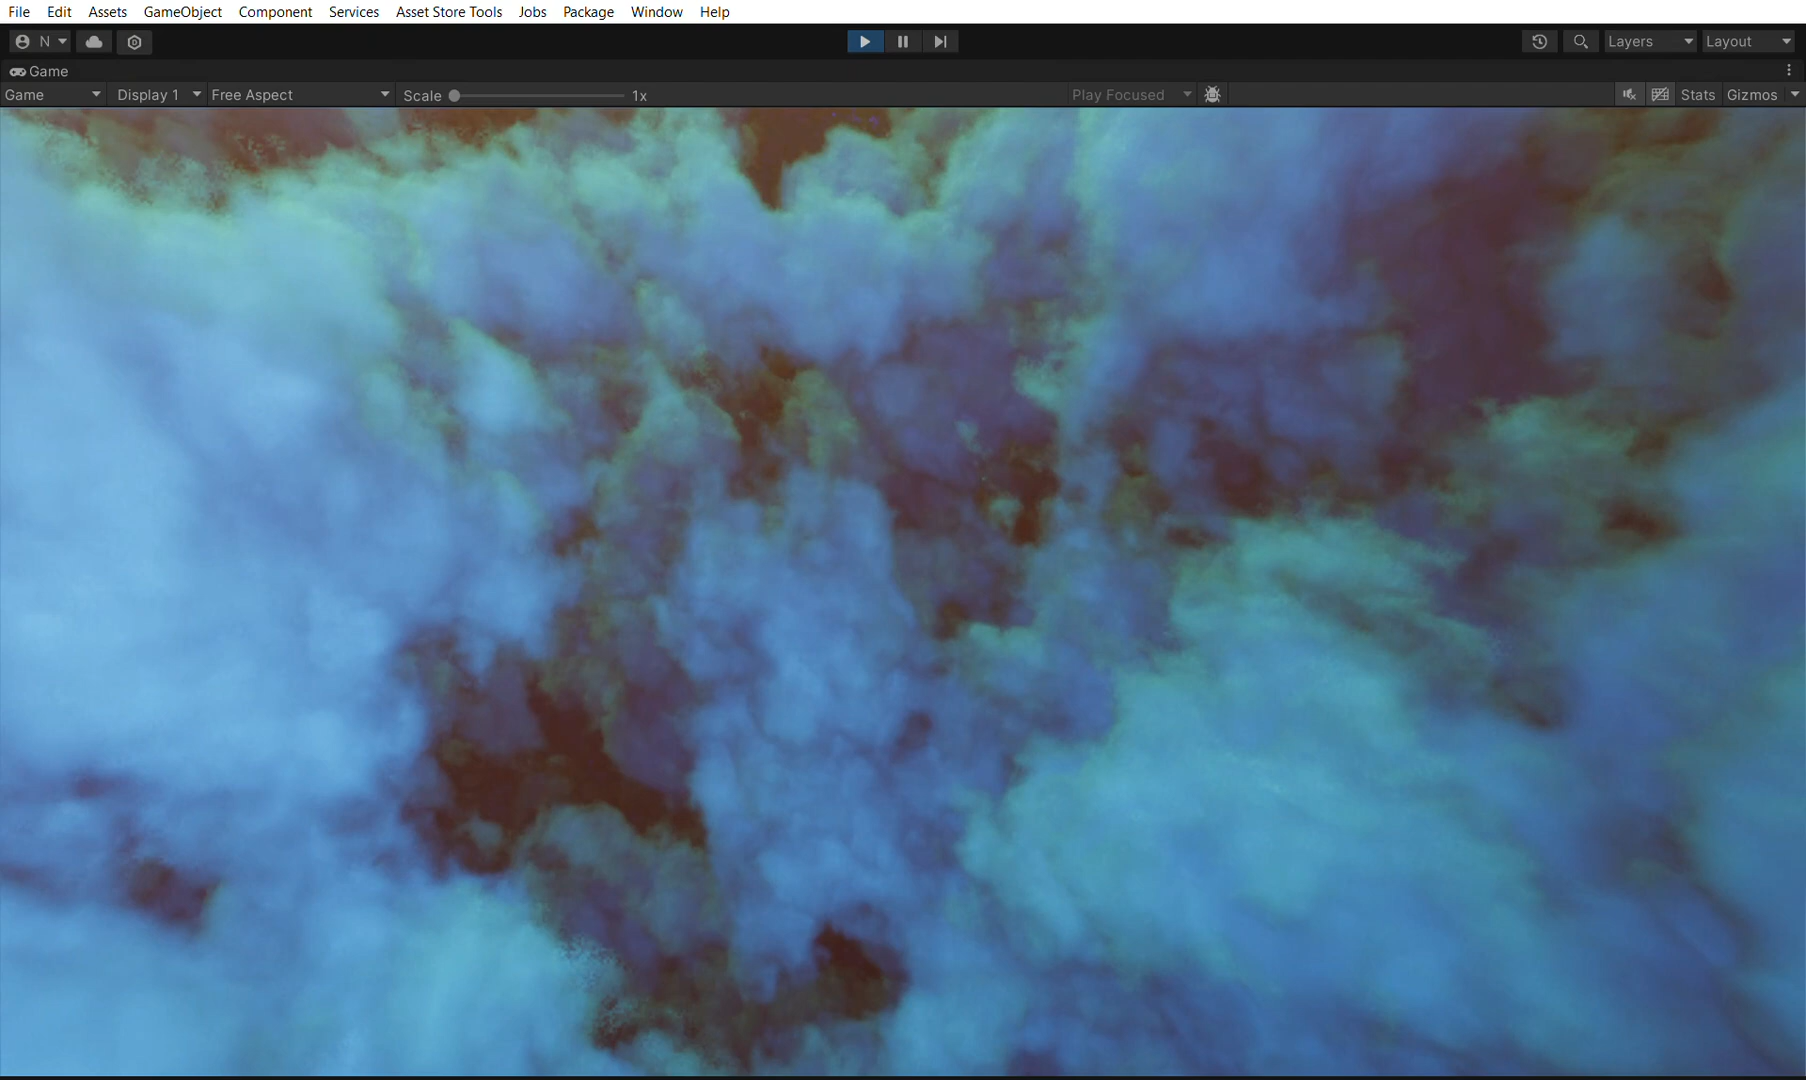 File Edit Assets GameObject Component Services Asset Store Tools Jobs Package Window Help
N Layers Layout
Game
Game Display 1 Free Aspect Scale 1x Play Focused Stats Gizmos